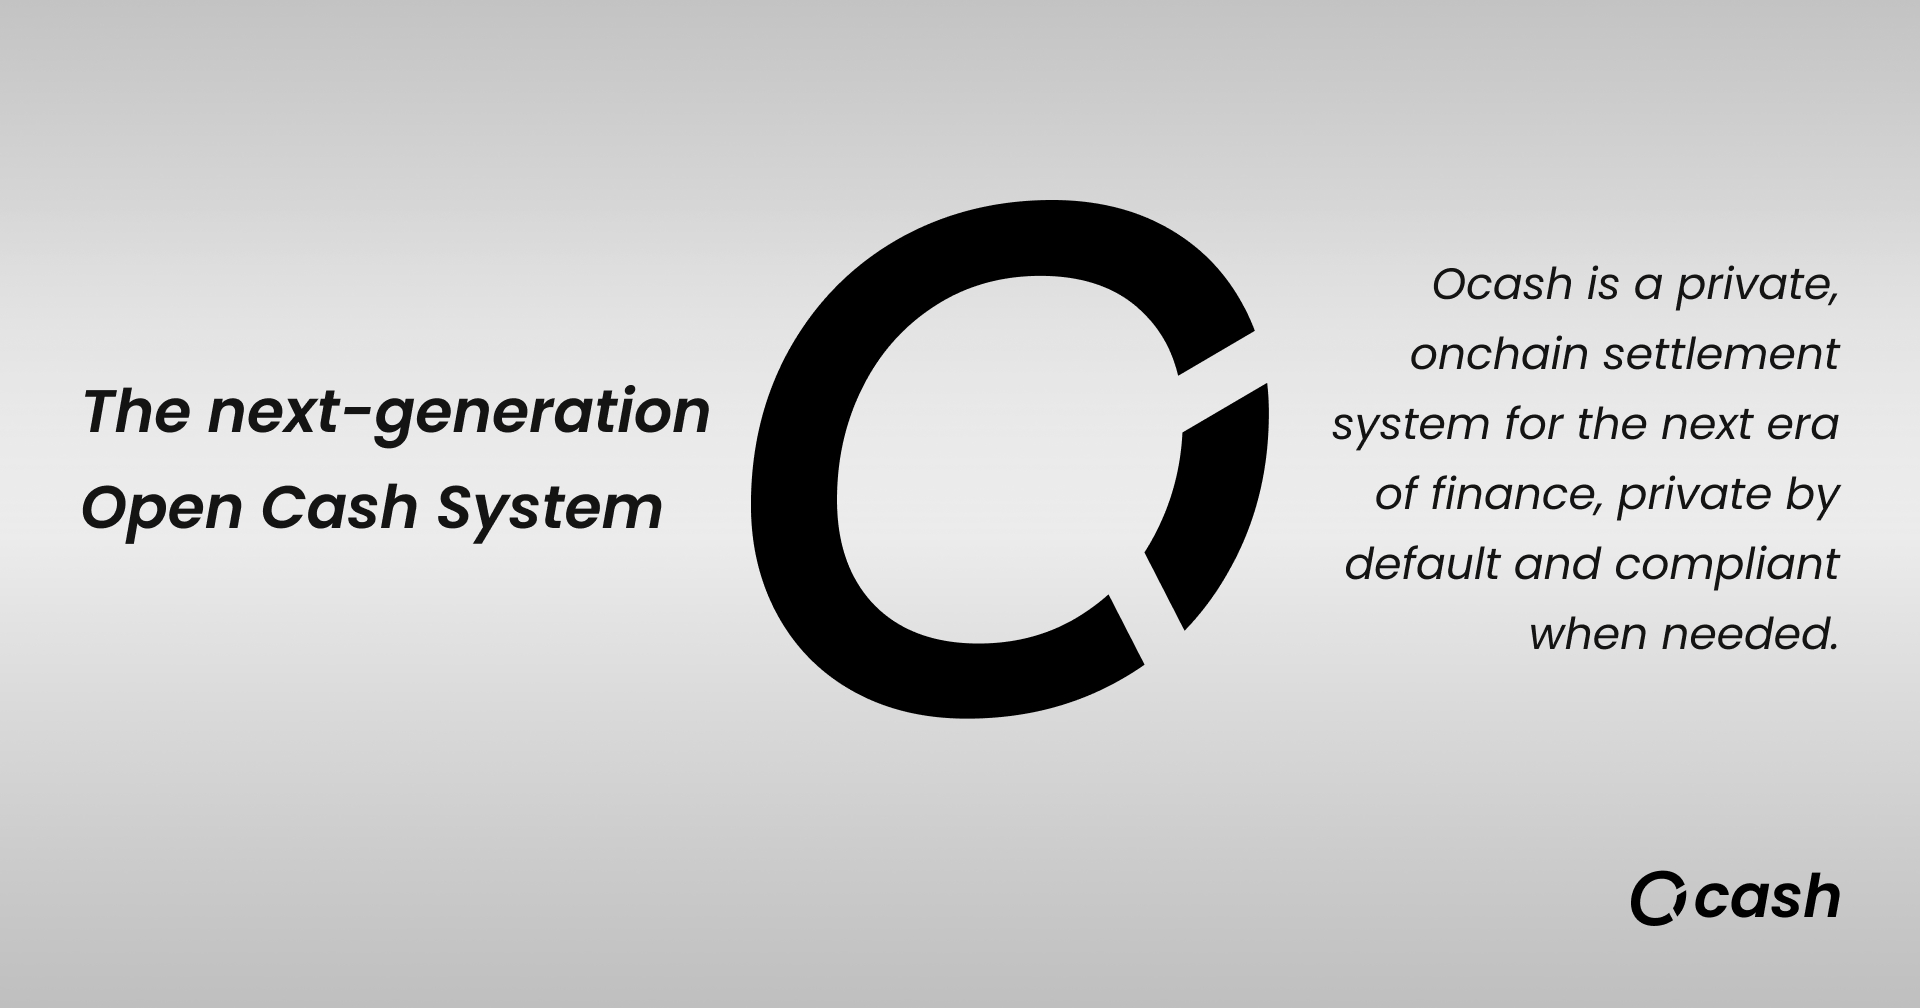 The next-generation
Open Cash System
Ocash is a private,
onchain settlement
system for the next era
of finance, private by
default and compliant
when needed.
Ocash